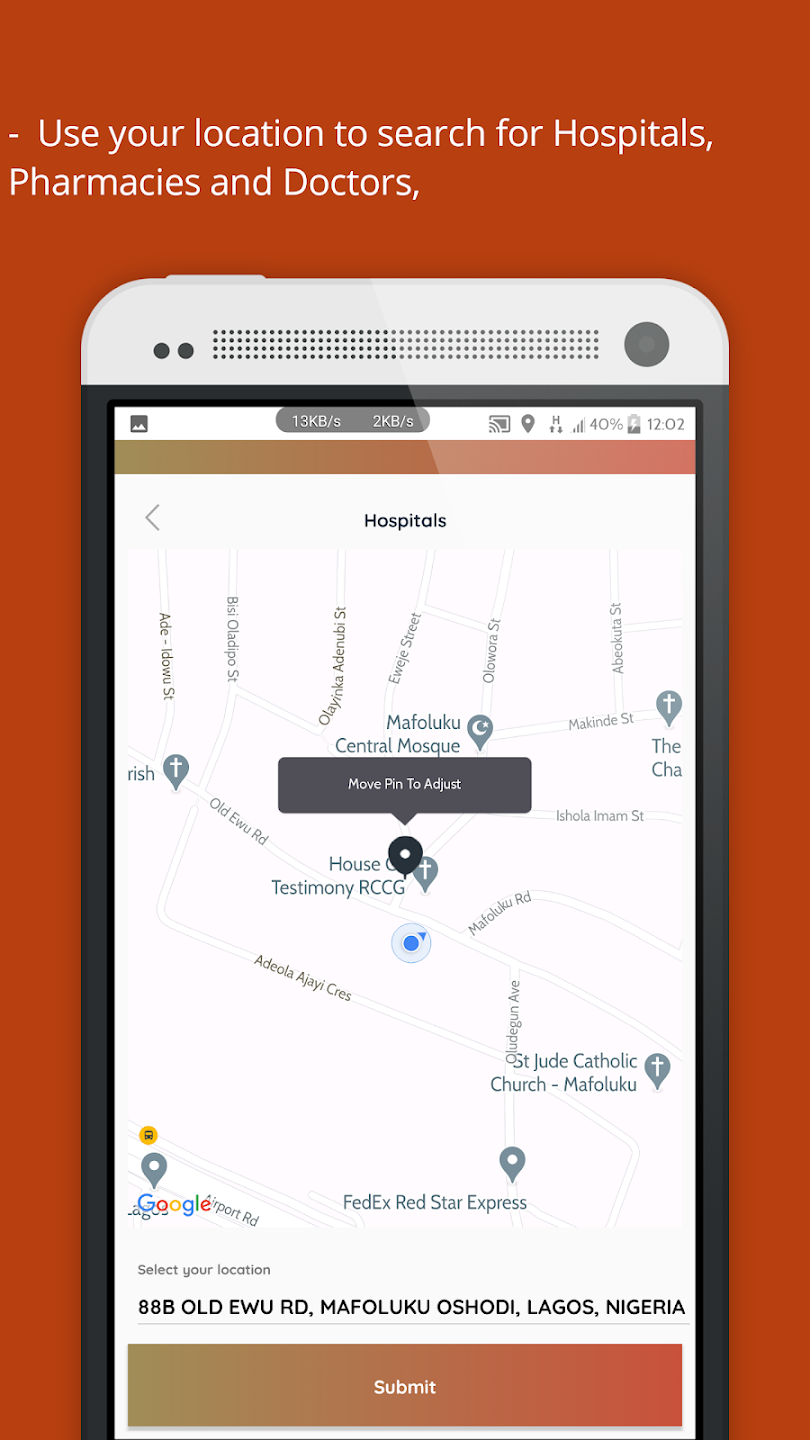 - Use your location to search for Hospitals,
Pharmacies and Doctors,
13KB/s 2KB/s
H 40% 12:02
Hospitals
Ade - Idowu St
Bisi Oladipo St
Olayinka Adenubi St
Eweje Street
Olowora St
Abeokuta St
Makinde St
Mafoluku
Central Mosque
The
Cha
rish
Move Pin To Adjust
Old Ewu Rd
Ishola Imam St
House
Testimony RCCG
Mafoluku Rd
Adeola Ajayi Cres
Oludegun Ave
St Jude Catholic
Church - Mafoluku
Google
Lagos
Airport Rd
FedEx Red Star Express
Select your location
88B OLD EWU RD, MAFOLUKU OSHODI, LAGOS, NIGERIA
Submit